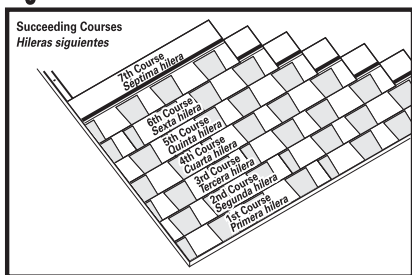 Succeeding Courses
Hileras siguientes
7th Course
Séptima hilera
6th Course
Sexta hilera
5th Course
Quinta hilera
4th Course
Cuarta hilera
3rd Course
Tercera hilera
2nd Course
Segunda hilera
1st Course
Primera hilera